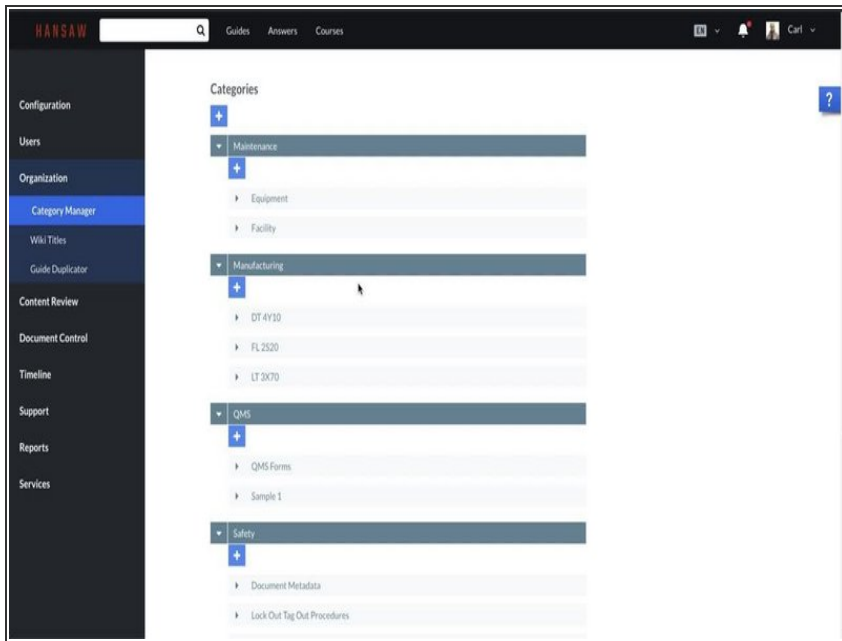 HANSAW
Guides Answers Courses
EN
Carl
?
Configuration
Users
Organization
Category Manager
Wiki Titles
Guide Duplicator
Content Review
Document Control
Timeline
Support
Reports
Services
Categories
+
Maintenance
+
Equipment
Facility
Manufacturing
+
DT 4Y10
FL 2S20
LT 3X70
QMS
+
QMS Forms
Sample 1
Safety
+
Document Metadata
Lock Out Tag Out Procedures